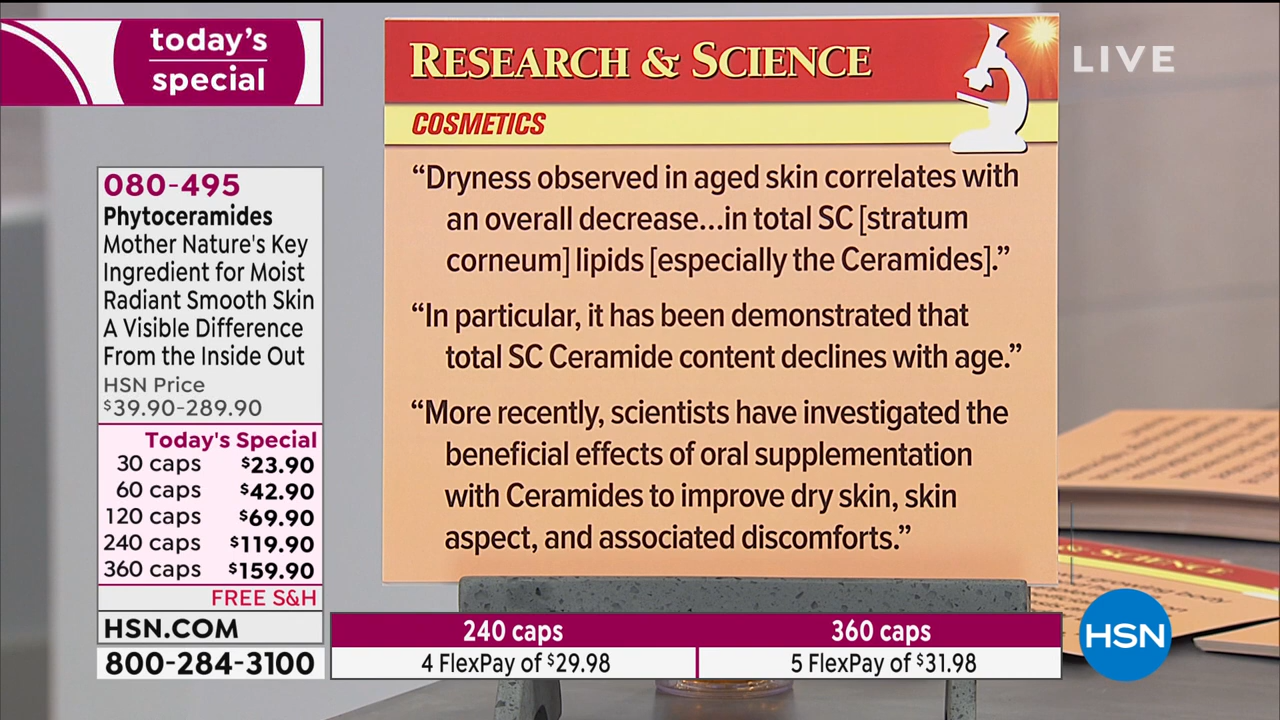 today's
special
RESEARCH & SCIENCE
LIVE
COSMETICS
"Dryness observed in aged skin correlates with
an overall decrease...in total SC [stratum
corneum] lipids [especially the Ceramides]."
"In particular, it has been demonstrated that
total SC Ceramide content declines with age."
"More recently, scientists have investigated the
beneficial effects of oral supplementation
with Ceramides to improve dry skin, skin
aspect, and associated discomforts."
080-495
Phytoceramides
Mother Nature's Key
Ingredient for Moist
Radiant Smooth Skin
A Visible Difference
From the Inside Out
HSN Price
$39.90-289.90
Today's Special
30 caps $23.90
60 caps $42.90
120 caps $69.90
240 caps $119.90
360 caps $159.90
FREE S&H
HSN.COM
800-284-3100
240 caps 360 caps
4 FlexPay of $29.98 5 FlexPay of $31.98
HSN
SCIENCE